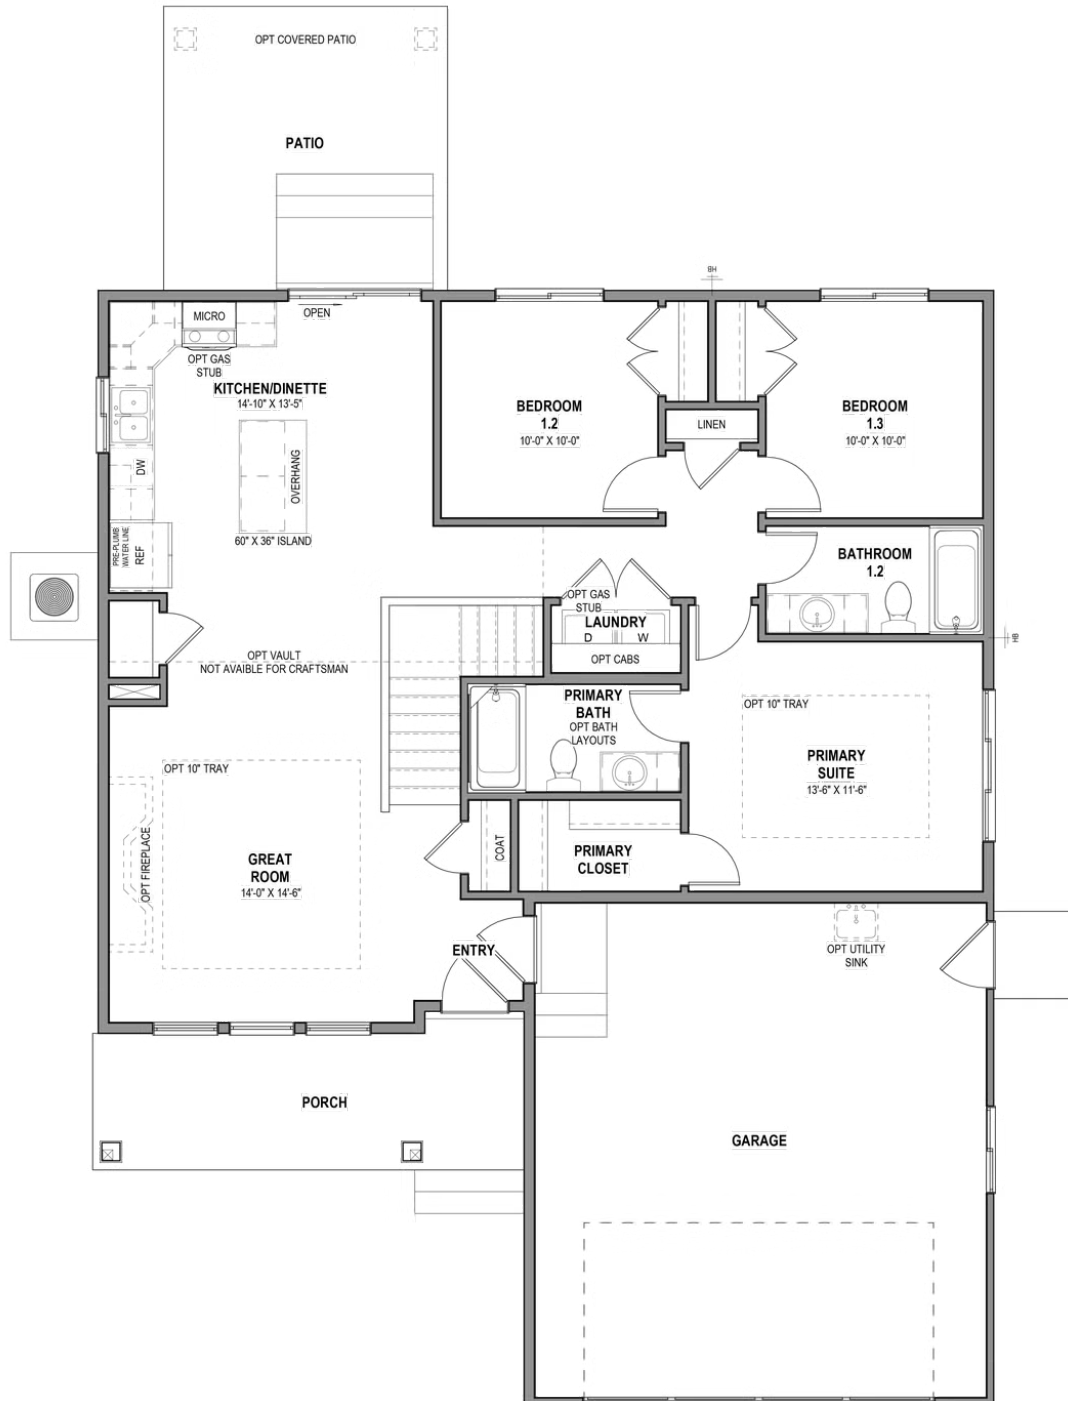 OPT COVERED PATIO
PATIO
BH
MICRO
OPEN
OPT GAS
STUB
KITCHEN/DINETTE
14'-10" X 13'-5"
BEDROOM
1.2
10'-0" X 10'-0"
LINEN
BEDROOM
1.3
10'-0" X 10'-0"
DW
OVERHANG
60" X 36" ISLAND
PRE-PLUMB
WATER LINE
REF
BATHROOM
1.2
OPT GAS
STUB
LAUNDRY
D W
OPT CABS
HB
OPT VAULT
NOT AVAIBLE FOR CRAFTSMAN
PRIMARY
BATH
OPT BATH
LAYOUTS
OPT 10" TRAY
PRIMARY
SUITE
13'-6" X 11'-6"
OPT 10" TRAY
OPT FIREPLACE
GREAT
ROOM
14'-0" X 14'-6"
COAT
PRIMARY
CLOSET
ENTRY
OPT UTILITY
SINK
PORCH
GARAGE